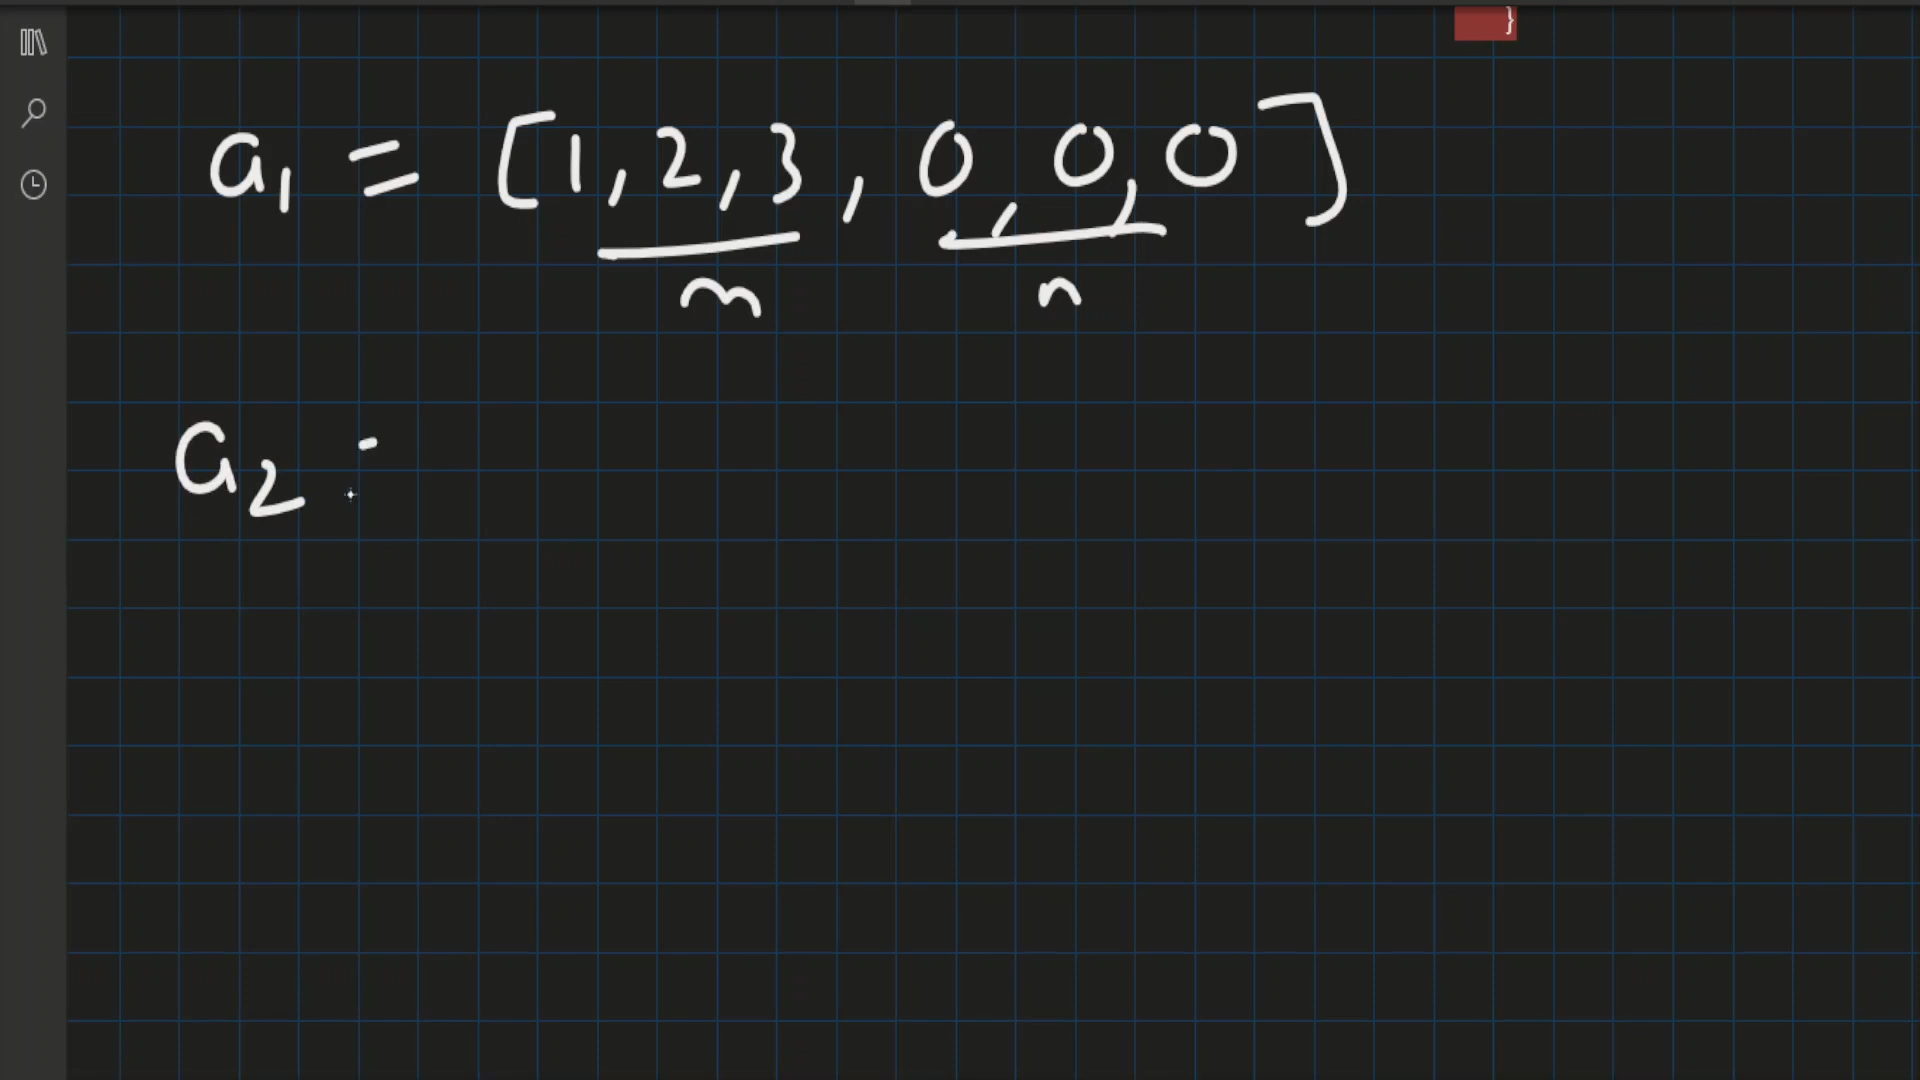 }
a₁ = [1, 2, 3, 0, 0, 0]
m n
a₂ -